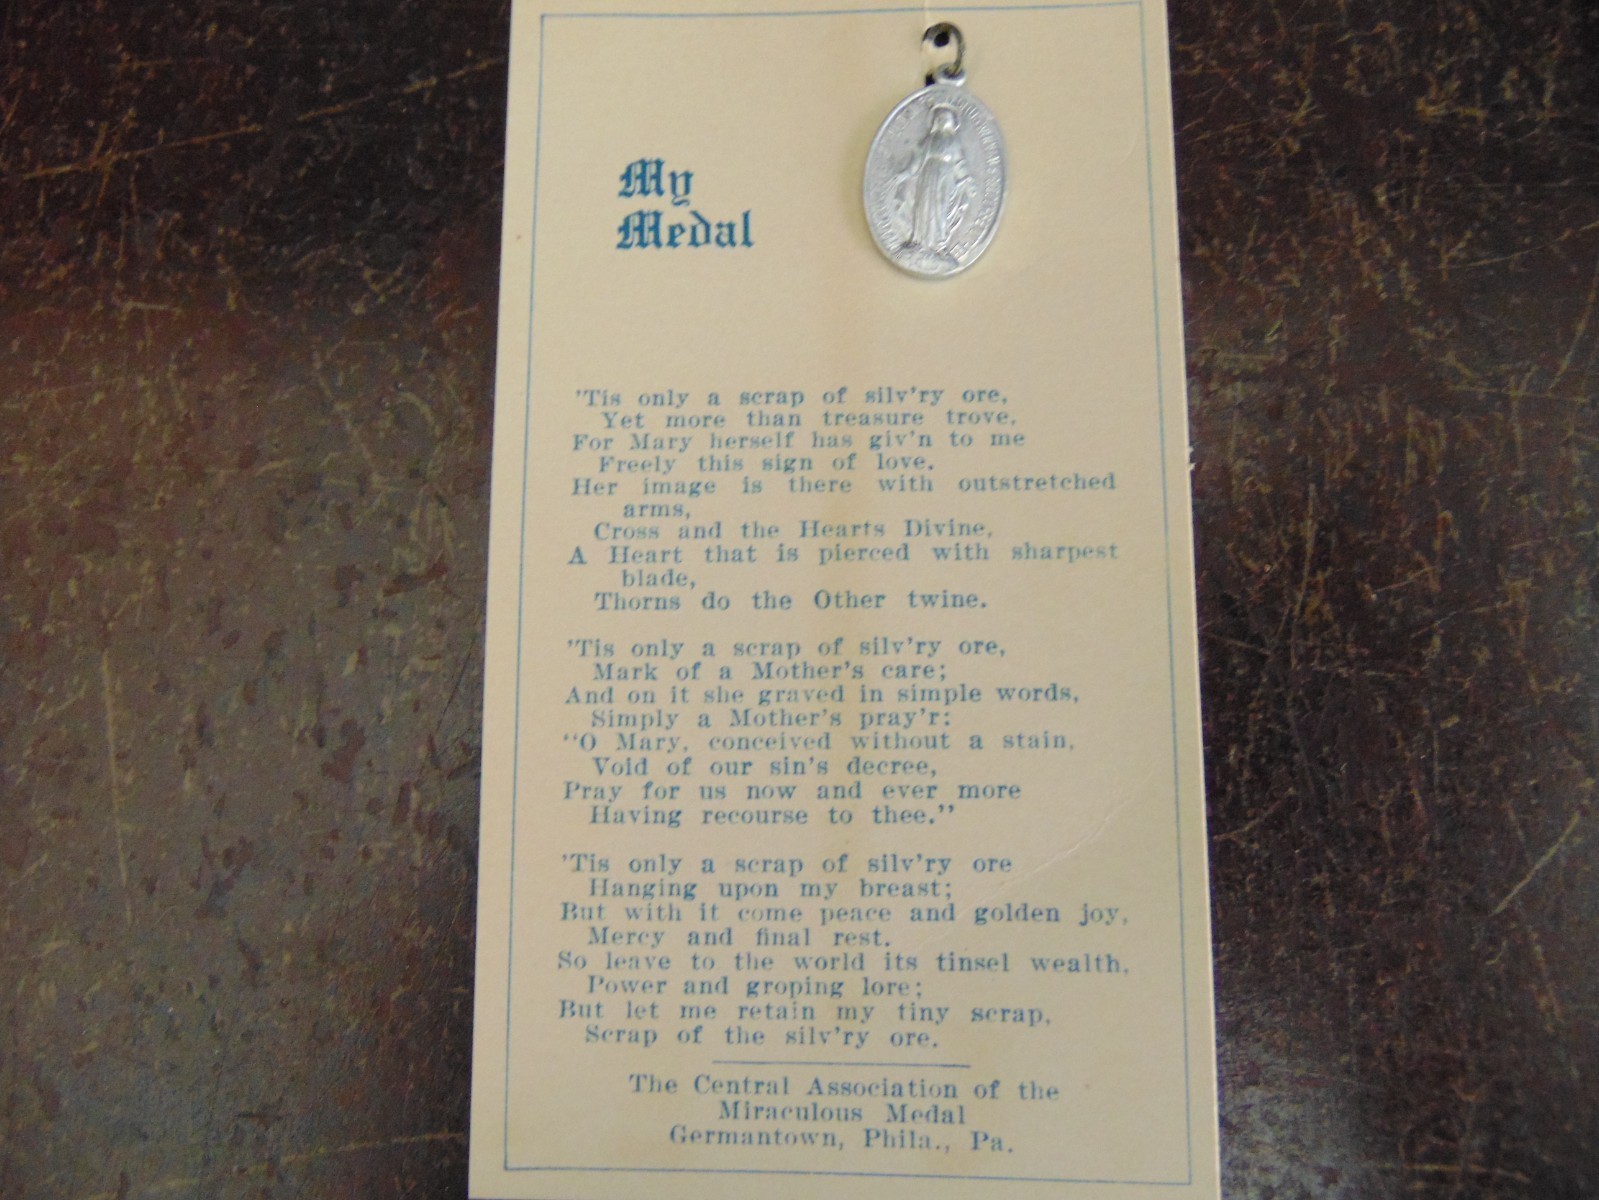 My
Medal
'Tis only a scrap of silv'ry ore,
Yet more than treasure trove,
For Mary herself has giv'n to me
Freely this sign of love.
Her image is there with outstretched
arms,
Cross and the Hearts Divine,
A Heart that is pierced with sharpest
blade,
Thorns do the Other twine.
'Tis only a scrap of silv'ry ore,
Mark of a Mother's care;
And on it she graved in simple words,
Simply a Mother's pray'r:
"O Mary, conceived without a stain,
Void of our sin's decree,
Pray for us now and ever more
Having recourse to thee."
'Tis only a scrap of silv'ry ore
Hanging upon my breast;
But with it come peace and golden joy,
Mercy and final rest.
So leave to the world its tinsel wealth,
Power and groping lore;
But let me retain my tiny scrap,
Scrap of the silv'ry ore.
The Central Association of the
Miraculous Medal
Germantown, Phila., Pa.